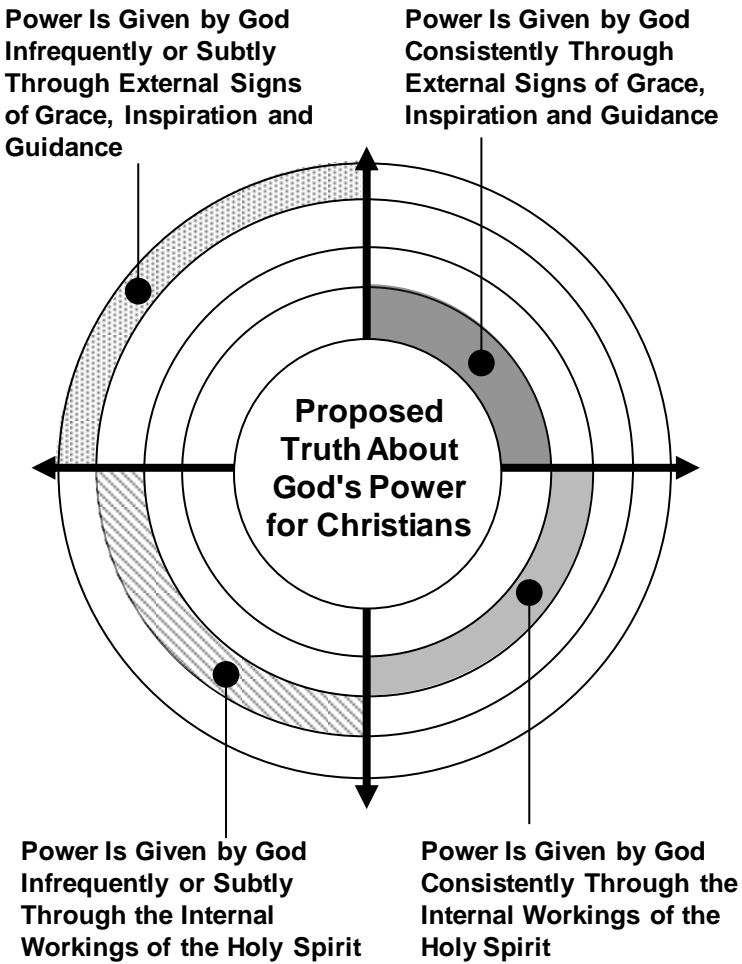 Power Is Given by God
Infrequently or Subtly
Through External Signs
of Grace, Inspiration and
Guidance
Power Is Given by God
Consistently Through
External Signs of Grace,
Inspiration and Guidance
Proposed
Truth About
God's Power
for Christians
Power Is Given by God
Infrequently or Subtly
Through the Internal
Workings of the Holy Spirit
Power Is Given by God
Consistently Through the
Internal Workings of the
Holy Spirit